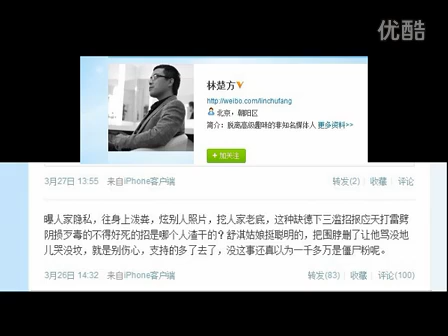 优酷
林楚方
http://weibo.com/linchufang
北京，朝阳区
简介：脱离高级趣味的非知名媒体人 更多资料>>
+ 加关注
3月27日 13:55 来自iPhone客户端 转发(2) | 收藏 | 评论
曝人家隐私，往身上泼粪，炫别人照片，挖人家老底，这种缺德下三滥招报应天打雷劈
阴损歹毒的不得好死的招是哪个人渣干的？舒淇姑娘挺聪明的，把围脖删了让他骂没地
儿哭没坟，就是别伤心，支持的多了去了，没这事还真以为一千多万是僵尸粉呢。
3月26日 14:32 来自iPhone客户端 转发(83) | 收藏 | 评论(100)